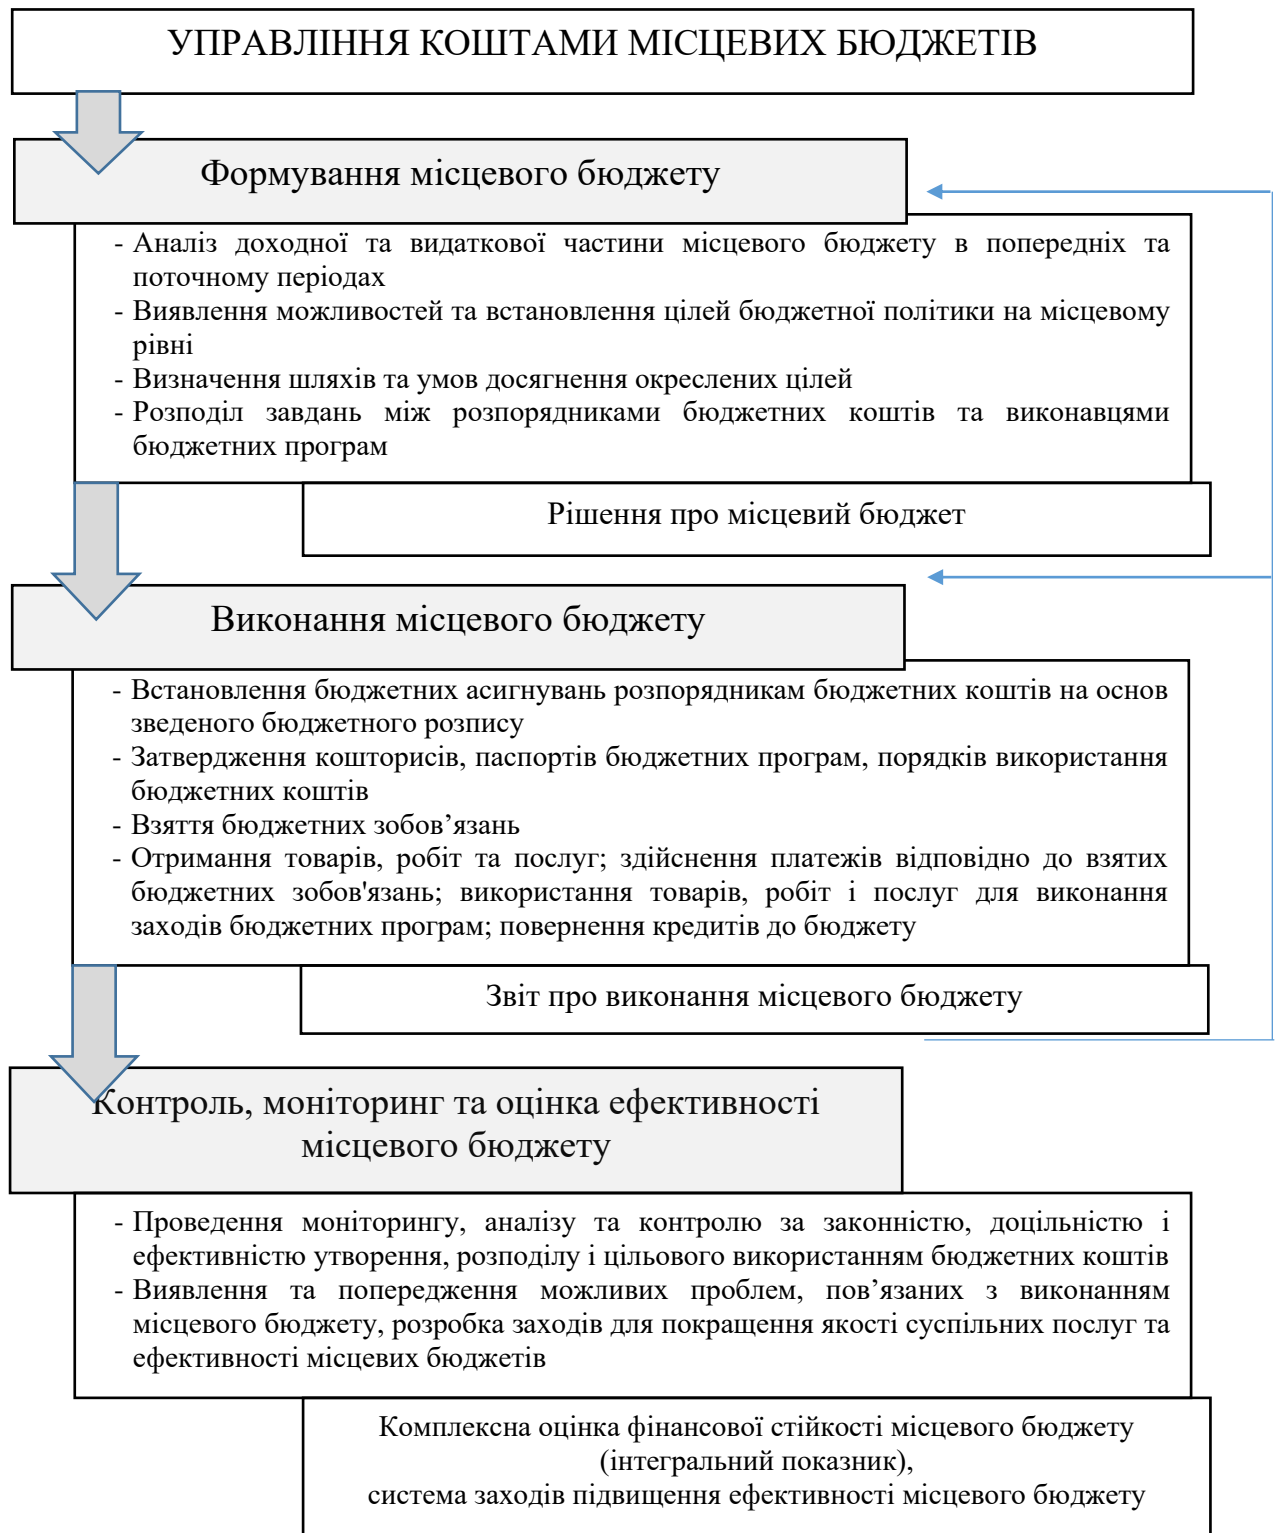 УПРАВЛІННЯ КОШТАМИ МІСЦЕВИХ БЮДЖЕТІВ
Формування місцевого бюджету
- Аналіз доходної та видаткової частини місцевого бюджету в попередніх та
поточному періодах
- Виявлення можливостей та встановлення цілей бюджетної політики на місцевому
рівні
- Визначення шляхів та умов досягнення окреслених цілей
- Розподіл завдань між розпорядниками бюджетних коштів та виконавцями
бюджетних програм
Рішення про місцевий бюджет
Виконання місцевого бюджету
- Встановлення бюджетних асигнувань розпорядникам бюджетних коштів на основ
зведеного бюджетного розпису
- Затвердження кошторисів, паспортів бюджетних програм, порядків використання
бюджетних коштів
- Взяття бюджетних зобов’язань
- Отримання товарів, робіт та послуг; здійснення платежів відповідно до взятих
бюджетних зобов'язань; використання товарів, робіт і послуг для виконання
заходів бюджетних програм; повернення кредитів до бюджету
Звіт про виконання місцевого бюджету
Контроль, моніторинг та оцінка ефективності
місцевого бюджету
- Проведення моніторингу, аналізу та контролю за законністю, доцільністю і
ефективністю утворення, розподілу і цільового використанням бюджетних коштів
- Виявлення та попередження можливих проблем, пов’язаних з виконанням
місцевого бюджету, розробка заходів для покращення якості суспільних послуг та
ефективності місцевих бюджетів
Комплексна оцінка фінансової стійкості місцевого бюджету
(інтегральний показник),
система заходів підвищення ефективності місцевого бюджету